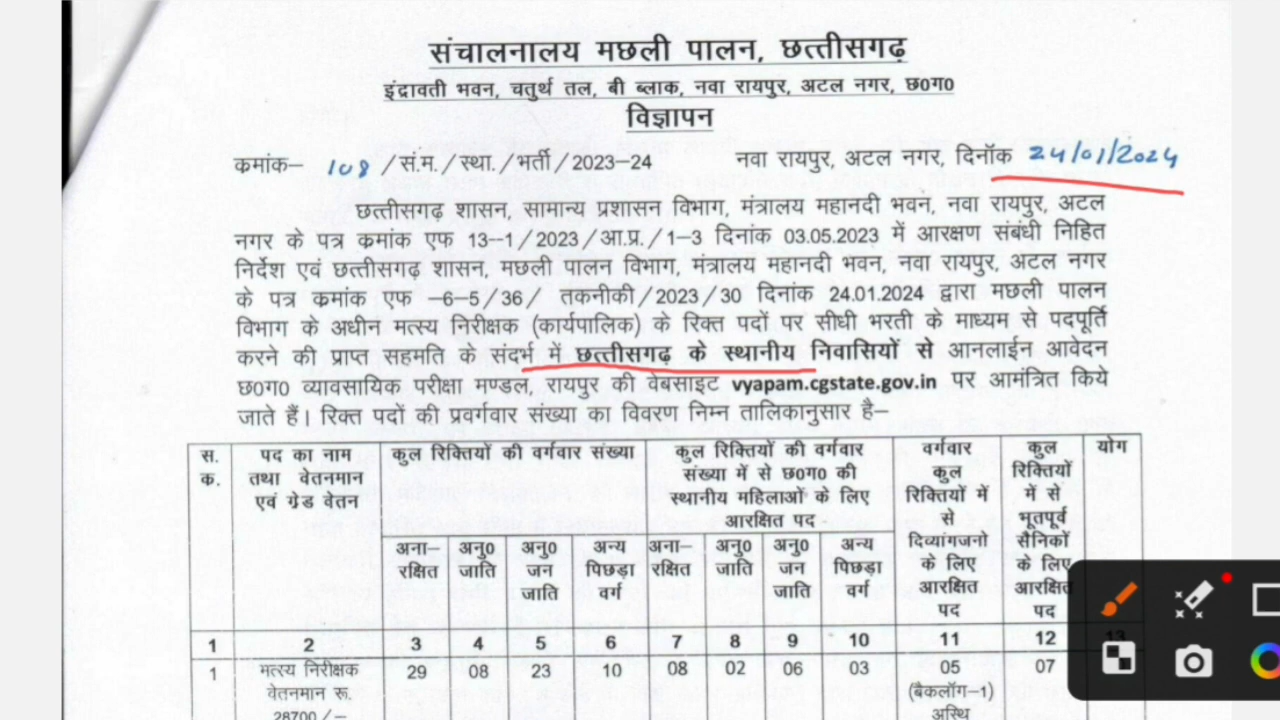 संचालनालय मछली पालन, छत्तीसगढ़
इंद्रावती भवन, चतुर्थ तल, बी ब्लाक, नवा रायपुर, अटल नगर, छ0ग0
विज्ञापन
कमांक– 108 /सं.म./स्था./भर्ती/2023–24 नवा रायपुर, अटल नगर, दिनॉक 24/01/2024
छत्तीसगढ़ शासन, सामान्य प्रशासन विभाग, मंत्रालय महानदी भवन, नवा रायपुर, अटल
नगर के पत्र कमांक एफ 13–1/2023/आ.प्र./1–3 दिनांक 03.05.2023 में आरक्षण संबंधी निहित
निर्देश एवं छत्तीसगढ़ शासन, मछली पालन विभाग, मंत्रालय महानदी भवन, नवा रायपुर, अटल नगर
के पत्र कमांक एफ –6–5/36/ तकनीकी/2023/30 दिनांक 24.01.2024 द्वारा मछली पालन
विभाग के अधीन मत्स्य निरीक्षक (कार्यपालिक) के रिक्त पदों पर सीधी भरती के माध्यम से पदपूर्ति
करने की प्राप्त सहमति के संदर्भ में छत्तीसगढ़ के स्थानीय निवासियों से आनलाईन आवेदन
छ0ग0 व्यावसायिक परीक्षा मण्डल, रायपुर की वेबसाइट vyapam.cgstate.gov.in पर आमंत्रित किये
जाते हैं। रिक्त पदों की प्रवर्गवार संख्या का विवरण निम्न तालिकानुसार है–
स. क. पद का नाम तथा वेतनमान एवं ग्रेड वेतन कुल रिक्तियों की वर्गवार संख्या कुल रिक्तियों की वर्गवार संख्या में से छ0ग0 की स्थानीय महिलाओं के लिए आरक्षित पद वर्गवार कुल रिक्तियों में से दिव्यांगजनो के लिए आरक्षित पद कुल रिक्तियों में से भूतपूर्व सैनिकों के लिए आरक्षित पद योग
अना–रक्षित अनु0 जाति अनु0 जन जाति अन्य पिछड़ा वर्ग अना–रक्षित अनु0 जाति अनु0 जन जाति अन्य पिछड़ा वर्ग
1 2 3 4 5 6 7 8 9 10 11 12 13
1 मत्स्य निरीक्षक 29 08 23 10 08 02 06 03 05 07
वेतनमान रू. (बैकलॉग–1)
28700/– अस्थि